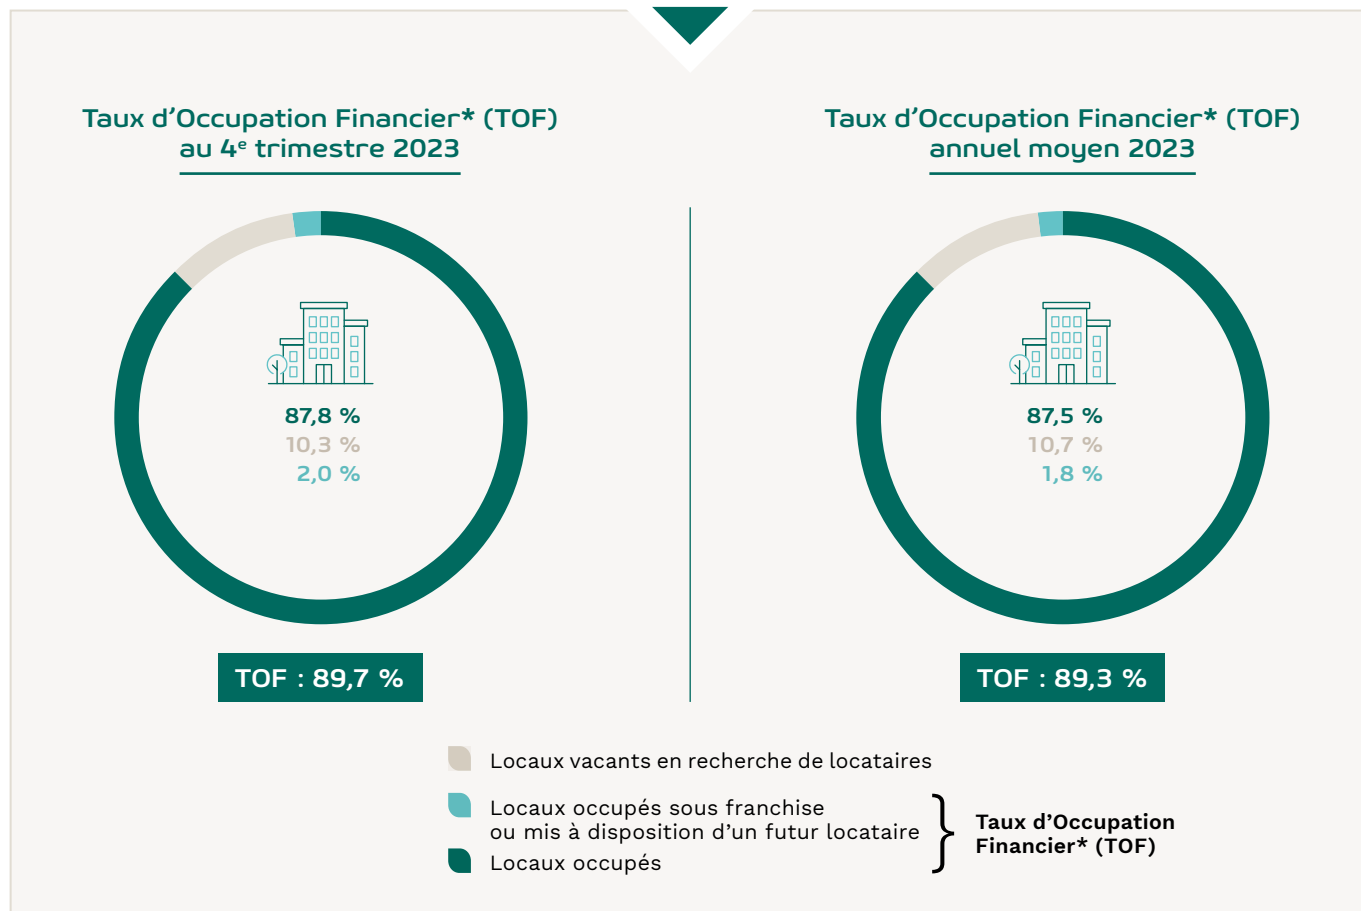 Taux d'Occupation Financier* (TOF)
au 4e trimestre 2023
87,8 %
10,3 %
2,0 %
TOF : 89,7 %
Taux d'Occupation Financier* (TOF)
annuel moyen 2023
87,5 %
10,7 %
1,8 %
TOF : 89,3 %
Locaux vacants en recherche de locataires
Locaux occupés sous franchise
ou mis à disposition d'un futur locataire
Locaux occupés
Taux d'Occupation
Financier* (TOF)